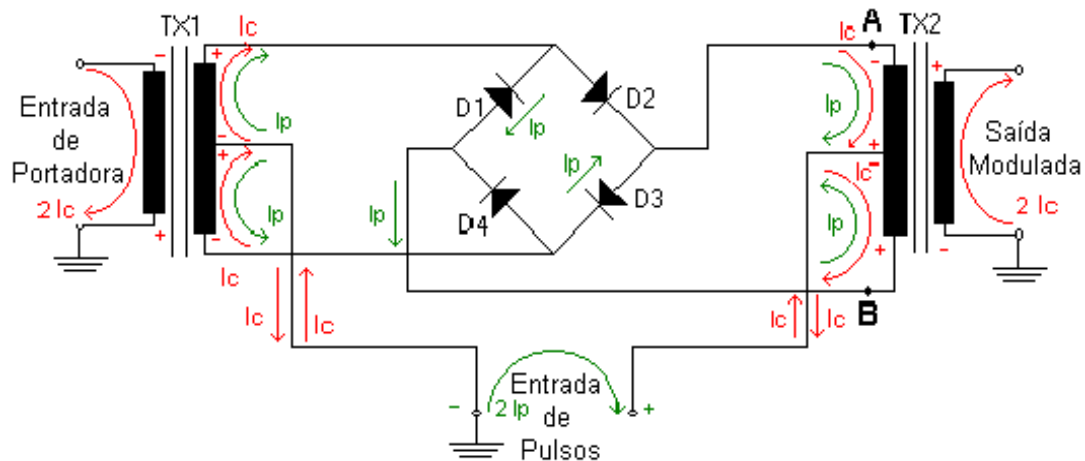 TX1
Ic
-
+
Ip
-
+
Ip
-
+
Ic
Entrada
de
Portadora
2 Ic
D1
D2
Ip
Ip
D3
D4
Ip
Ic
A
TX2
-
+
Ip
+
Ic
-
Ip
+
-
B
Saída
Modulada
2 Ic
Ic
Ic
Ic
Ic
-
2 Ip
+
Entrada
de
Pulsos